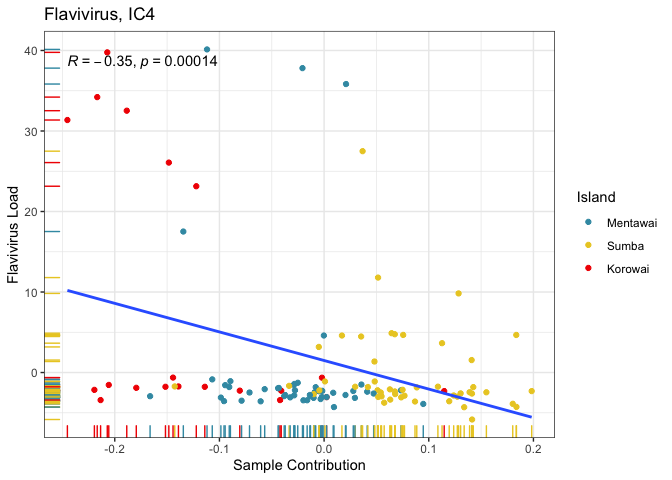 Flavivirus, IC4
R = −0.35, p = 0.00014
Flavivirus Load
40
30
20
10
0
-0.2
-0.1
0.0
0.1
0.2
Sample Contribution
Island
Mentawai
Sumba
Korowai